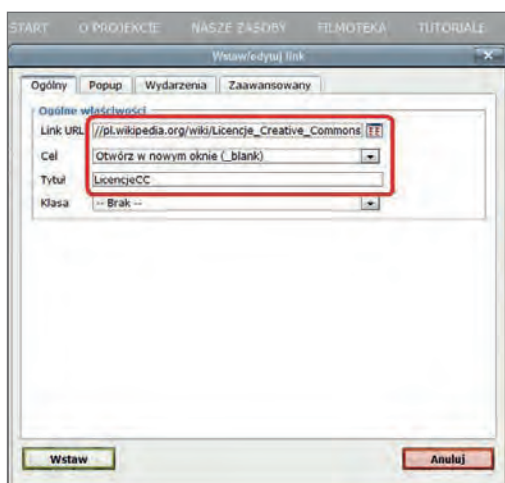 START O PROJEKCIE NASZE ZASOBY FILMOTEKA TUTORIALE
Wstaw/edytuj link
Ogólny Popup Wydarzenia Zaawansowany
Ogólne właściwości
Link URL //pl.wikipedia.org/wiki/Licencje_Creative_Commons
Cel Otwórz w nowym oknie (_blank)
Tytuł LicencjeCC
Klasa -- Brak --
Wstaw Anuluj